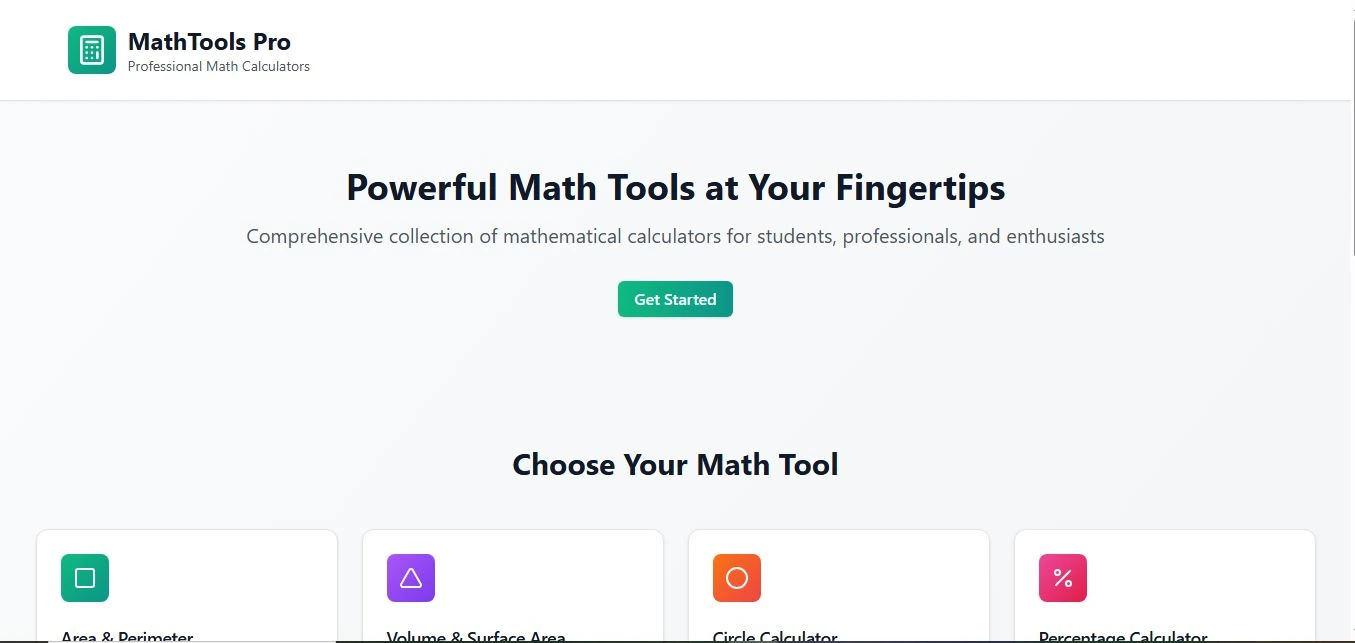 MathTools Pro
Professional Math Calculators
Powerful Math Tools at Your Fingertips
Comprehensive collection of mathematical calculators for students, professionals, and enthusiasts
Get Started
Choose Your Math Tool
%
Area & Perimeter
Volume & Surface Area
Circle Calculator
Percentage Calculator